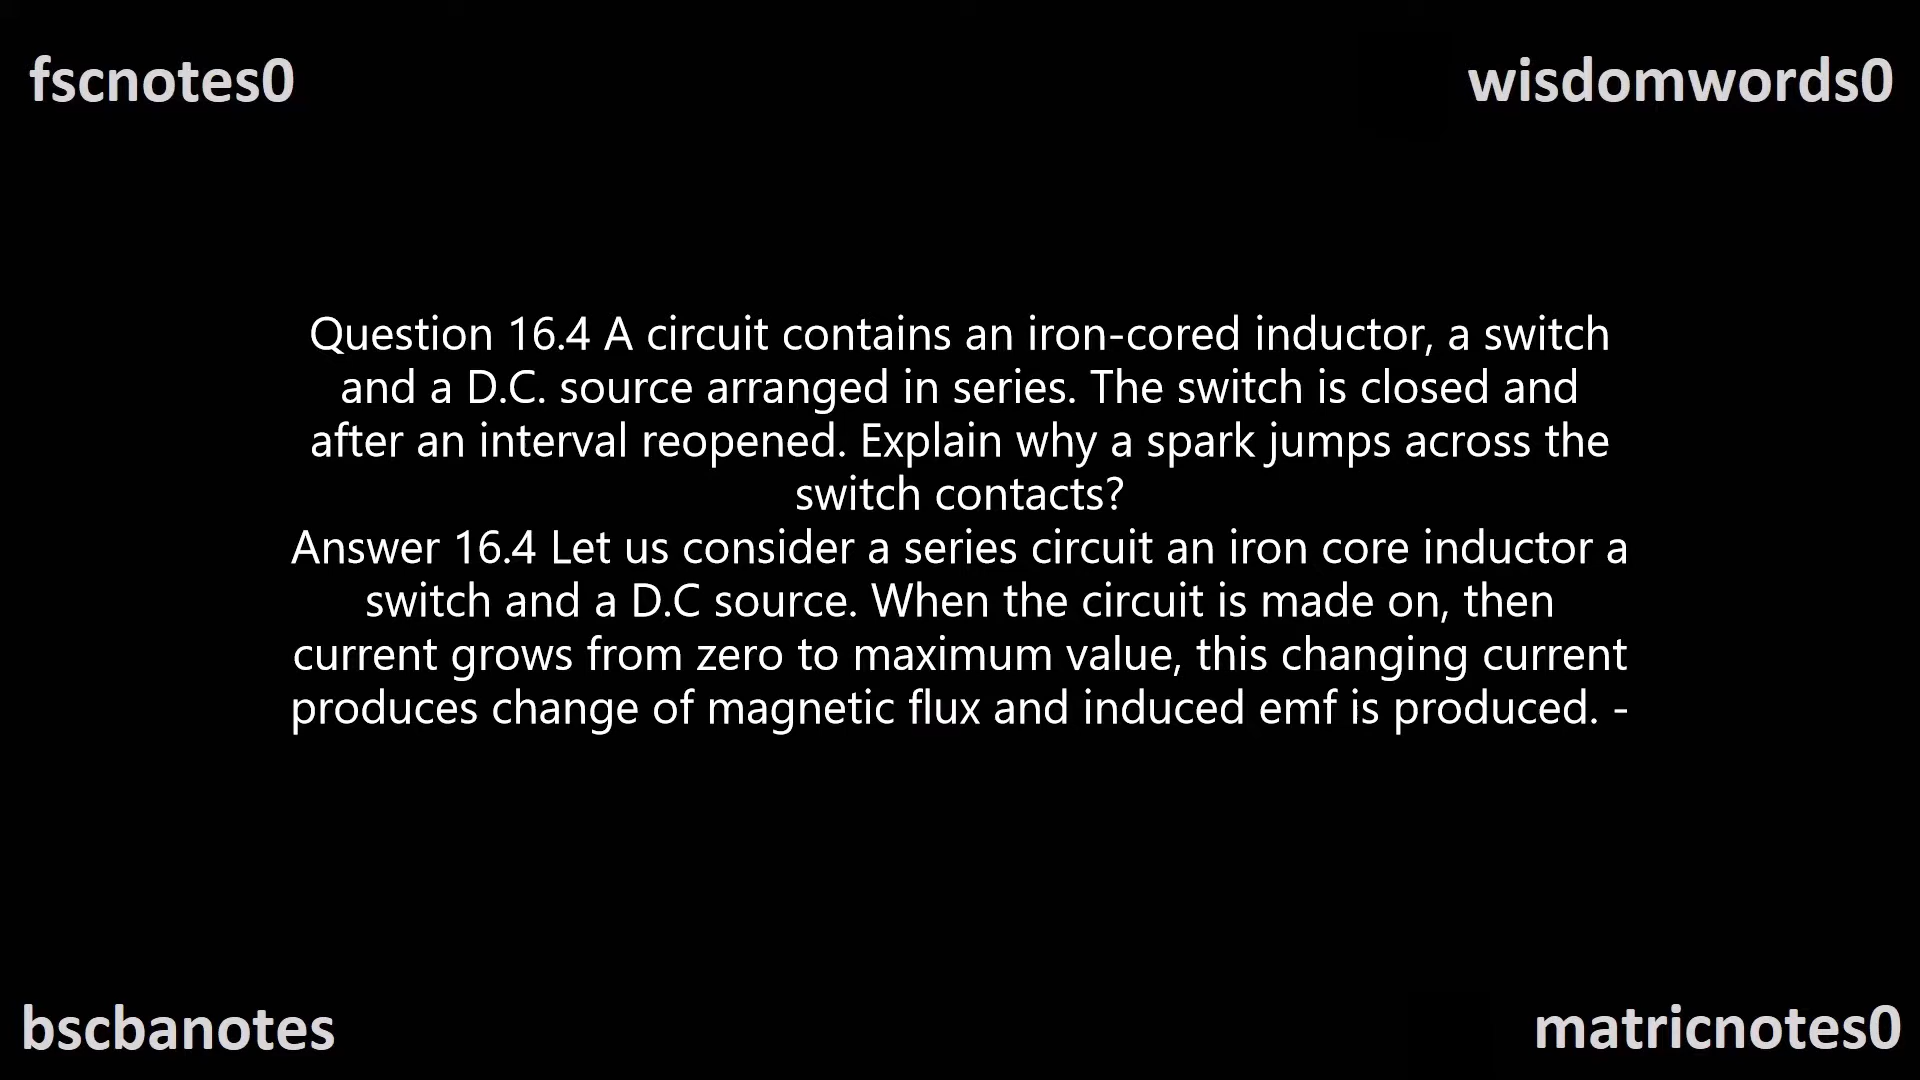 fscnotes0
wisdomwords0
Question 16.4 A circuit contains an iron-cored inductor, a switch
and a D.C. source arranged in series. The switch is closed and
after an interval reopened. Explain why a spark jumps across the
switch contacts?
Answer 16.4 Let us consider a series circuit an iron core inductor a
switch and a D.C source. When the circuit is made on, then
current grows from zero to maximum value, this changing current
produces change of magnetic flux and induced emf is produced. -
bscbanotes
matricnotes0